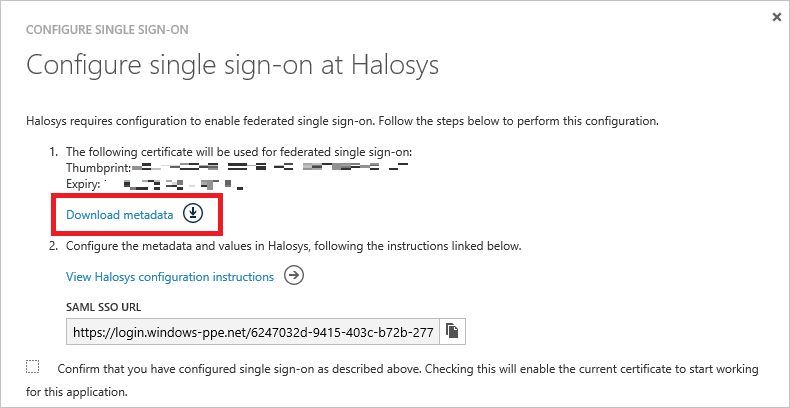 CONFIGURE SINGLE SIGN-ON
Configure single sign-on at Halosys
Halosys requires configuration to enable federated single sign-on. Follow the steps below to perform this configuration.
1. The following certificate will be used for federated single sign-on:
Thumbprint:
Expiry:
Download metadata
2. Configure the metadata and values in Halosys, following the instructions linked below.
View Halosys configuration instructions
SAML SSO URL
https://login.windows-ppe.net/6247032d-9415-403c-b72b-277
Confirm that you have configured single sign-on as described above. Checking this will enable the current certificate to start working
for this application.